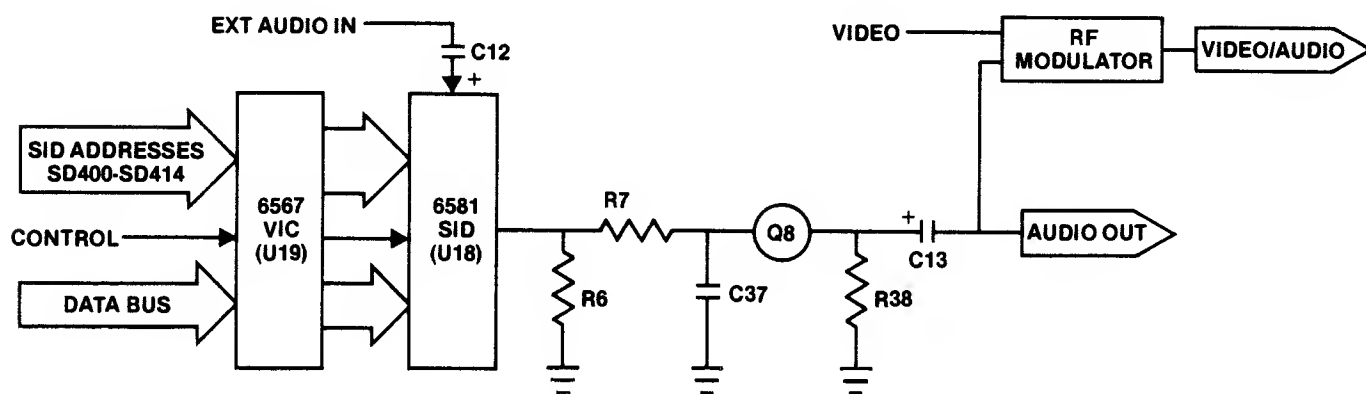 EXT AUDIO IN
C12
+
VIDEO
RF
MODULATOR
VIDEO/AUDIO
SID ADDRESSES
SD400-SD414
CONTROL
DATA BUS
6567
VIC
(U19)
6581
SID
(U18)
R7
R6
C37
Q8
R38
+
C13
AUDIO OUT